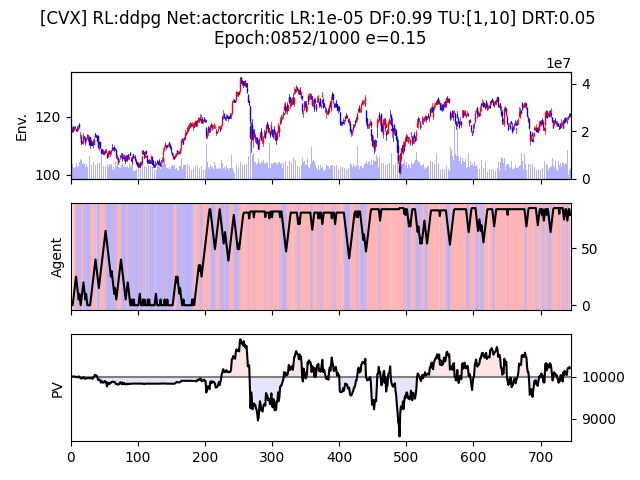 [CVX] RL:ddpg Net:actorcritic LR:1e-05 DF:0.99 TU:[1,10] DRT:0.05
Epoch:0852/1000 e=0.15
1e7
Env.
120
100
4
2
0
Agent
50
0
PV
10000
9000
0 100 200 300 400 500 600 700